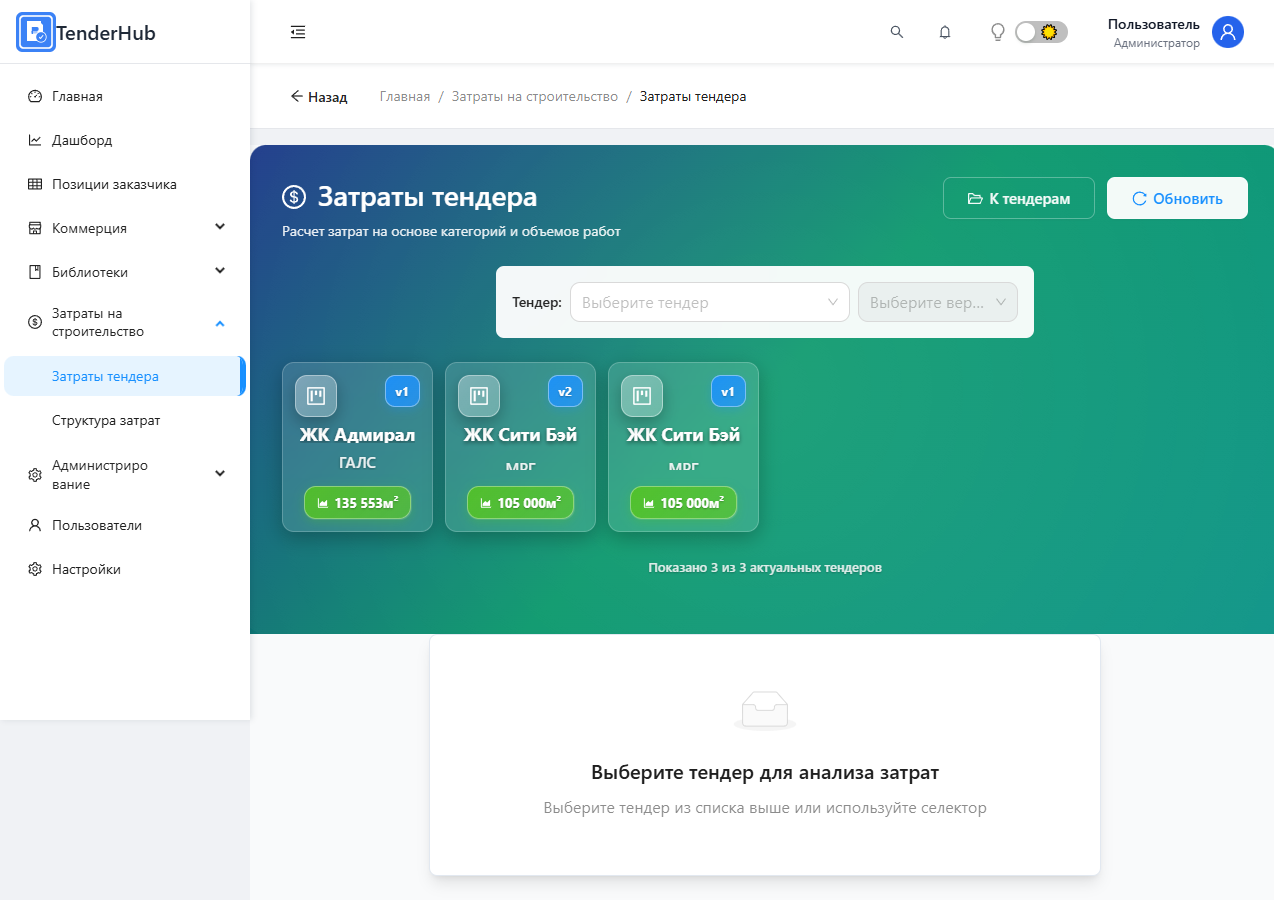 TenderHub
Пользователь
Администратор
Главная
Дашборд
Позиции заказчика
Коммерция
Библиотеки
Затраты на
строительство
Затраты тендера
Структура затрат
Администриро
вание
Пользователи
Настройки
Назад
Главная / Затраты на строительство / Затраты тендера
Затраты тендера
Расчет затрат на основе категорий и объемов работ
К тендерам
Обновить
Тендер: Выберите тендер
Выберите вер...
v1
ЖК Адмирал
ГАЛС
135 553м²
v2
ЖК Сити Бэй
МРГ
105 000м²
v1
ЖК Сити Бэй
МРГ
105 000м²
Показано 3 из 3 актуальных тендеров
Выберите тендер для анализа затрат
Выберите тендер из списка выше или используйте селектор